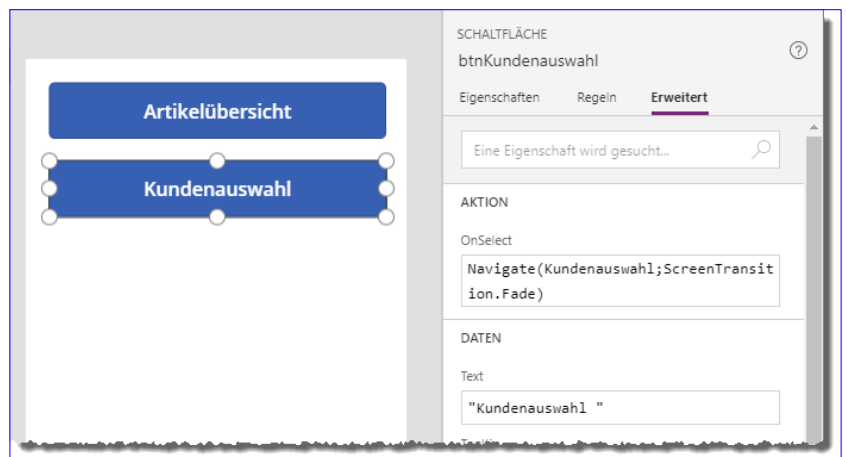 Artikelübersicht
Kundenauswahl
SCHALTFLÄCHE
btnKundenauswahl
Eigenschaften Regeln Erweitert
Eine Eigenschaft wird gesucht...
AKTION
OnSelect
Navigate(Kundenauswahl;ScreenTransit
ion.Fade)
DATEN
Text
"Kundenauswahl "